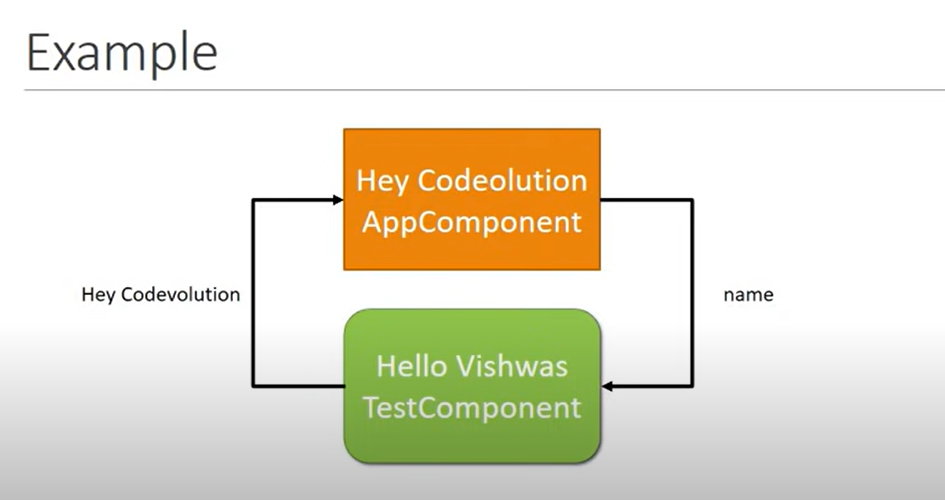 Example
Hey Codeolution
AppComponent
Hey Codevolution
name
Hello Vishwas
TestComponent